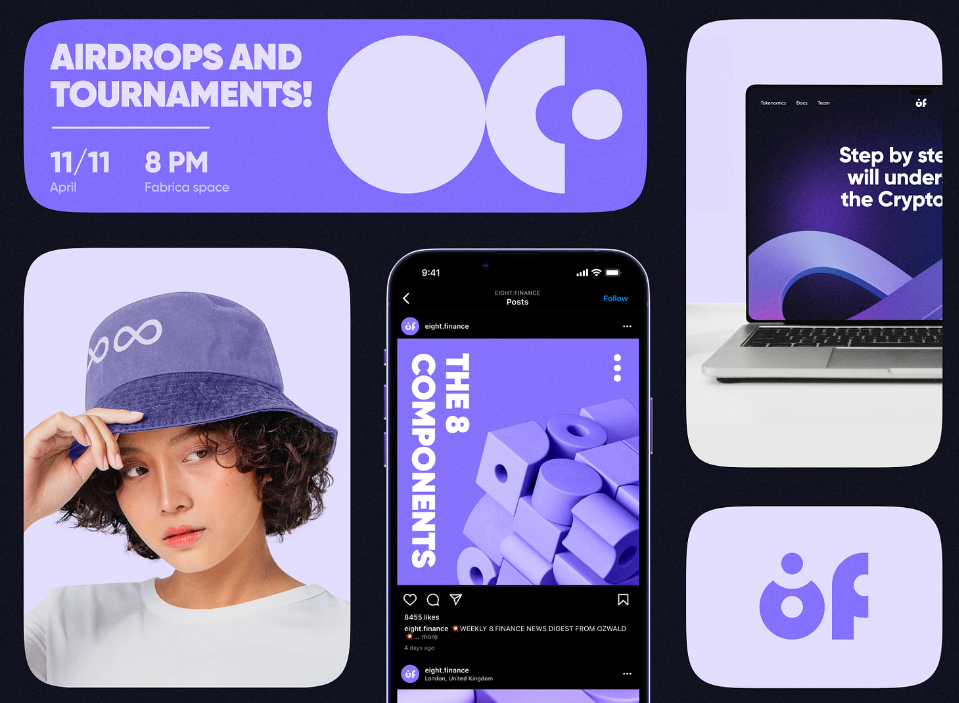 AIRDROPS AND
TOURNAMENTS!
11/11
8 PM
April
Fabrica space
Tokenomics
Docs
Team
8F
Step by ste
will under
the Crypto
9:41
EIGHT.FINANCE
Posts
Follow
eight.finance
THE 8
COMPONENTS
8455 likes
eight.finance 💥WEEKLY 8.FINANCE NEWS DIGEST FROM OZWALD
💥... more
4 days ago
eight.finance
London, United Kingdom
8F